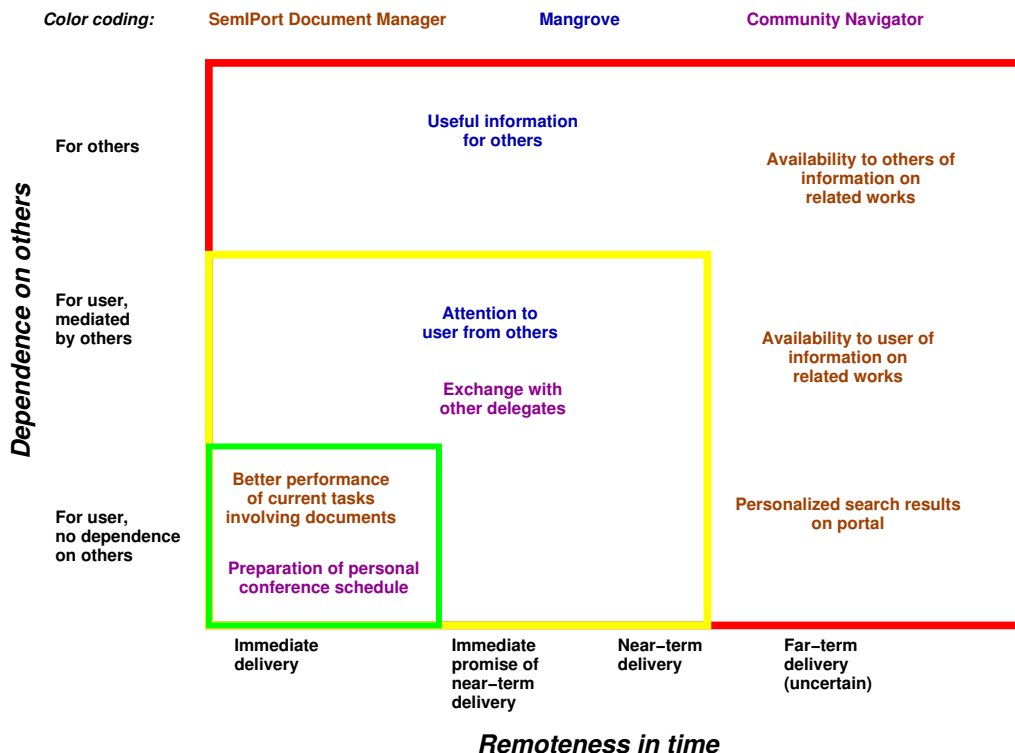 Color coding: SemIPort Document Manager Mangrove Community Navigator
Useful information
for others
For others
Availability to others of
information on
related works
Dependence on others
For user,
mediated
by others
Attention to
user from others
Availability to user of
information on
related works
Exchange with
other delegates
Better performance
of current tasks
involving documents
Personalized search results
on portal
For user,
no dependence
on others
Preparation of personal
conference schedule
Immediate
delivery
Immediate
promise of
near−term
delivery
Near−term
delivery
Far−term
delivery
(uncertain)
Remoteness in time